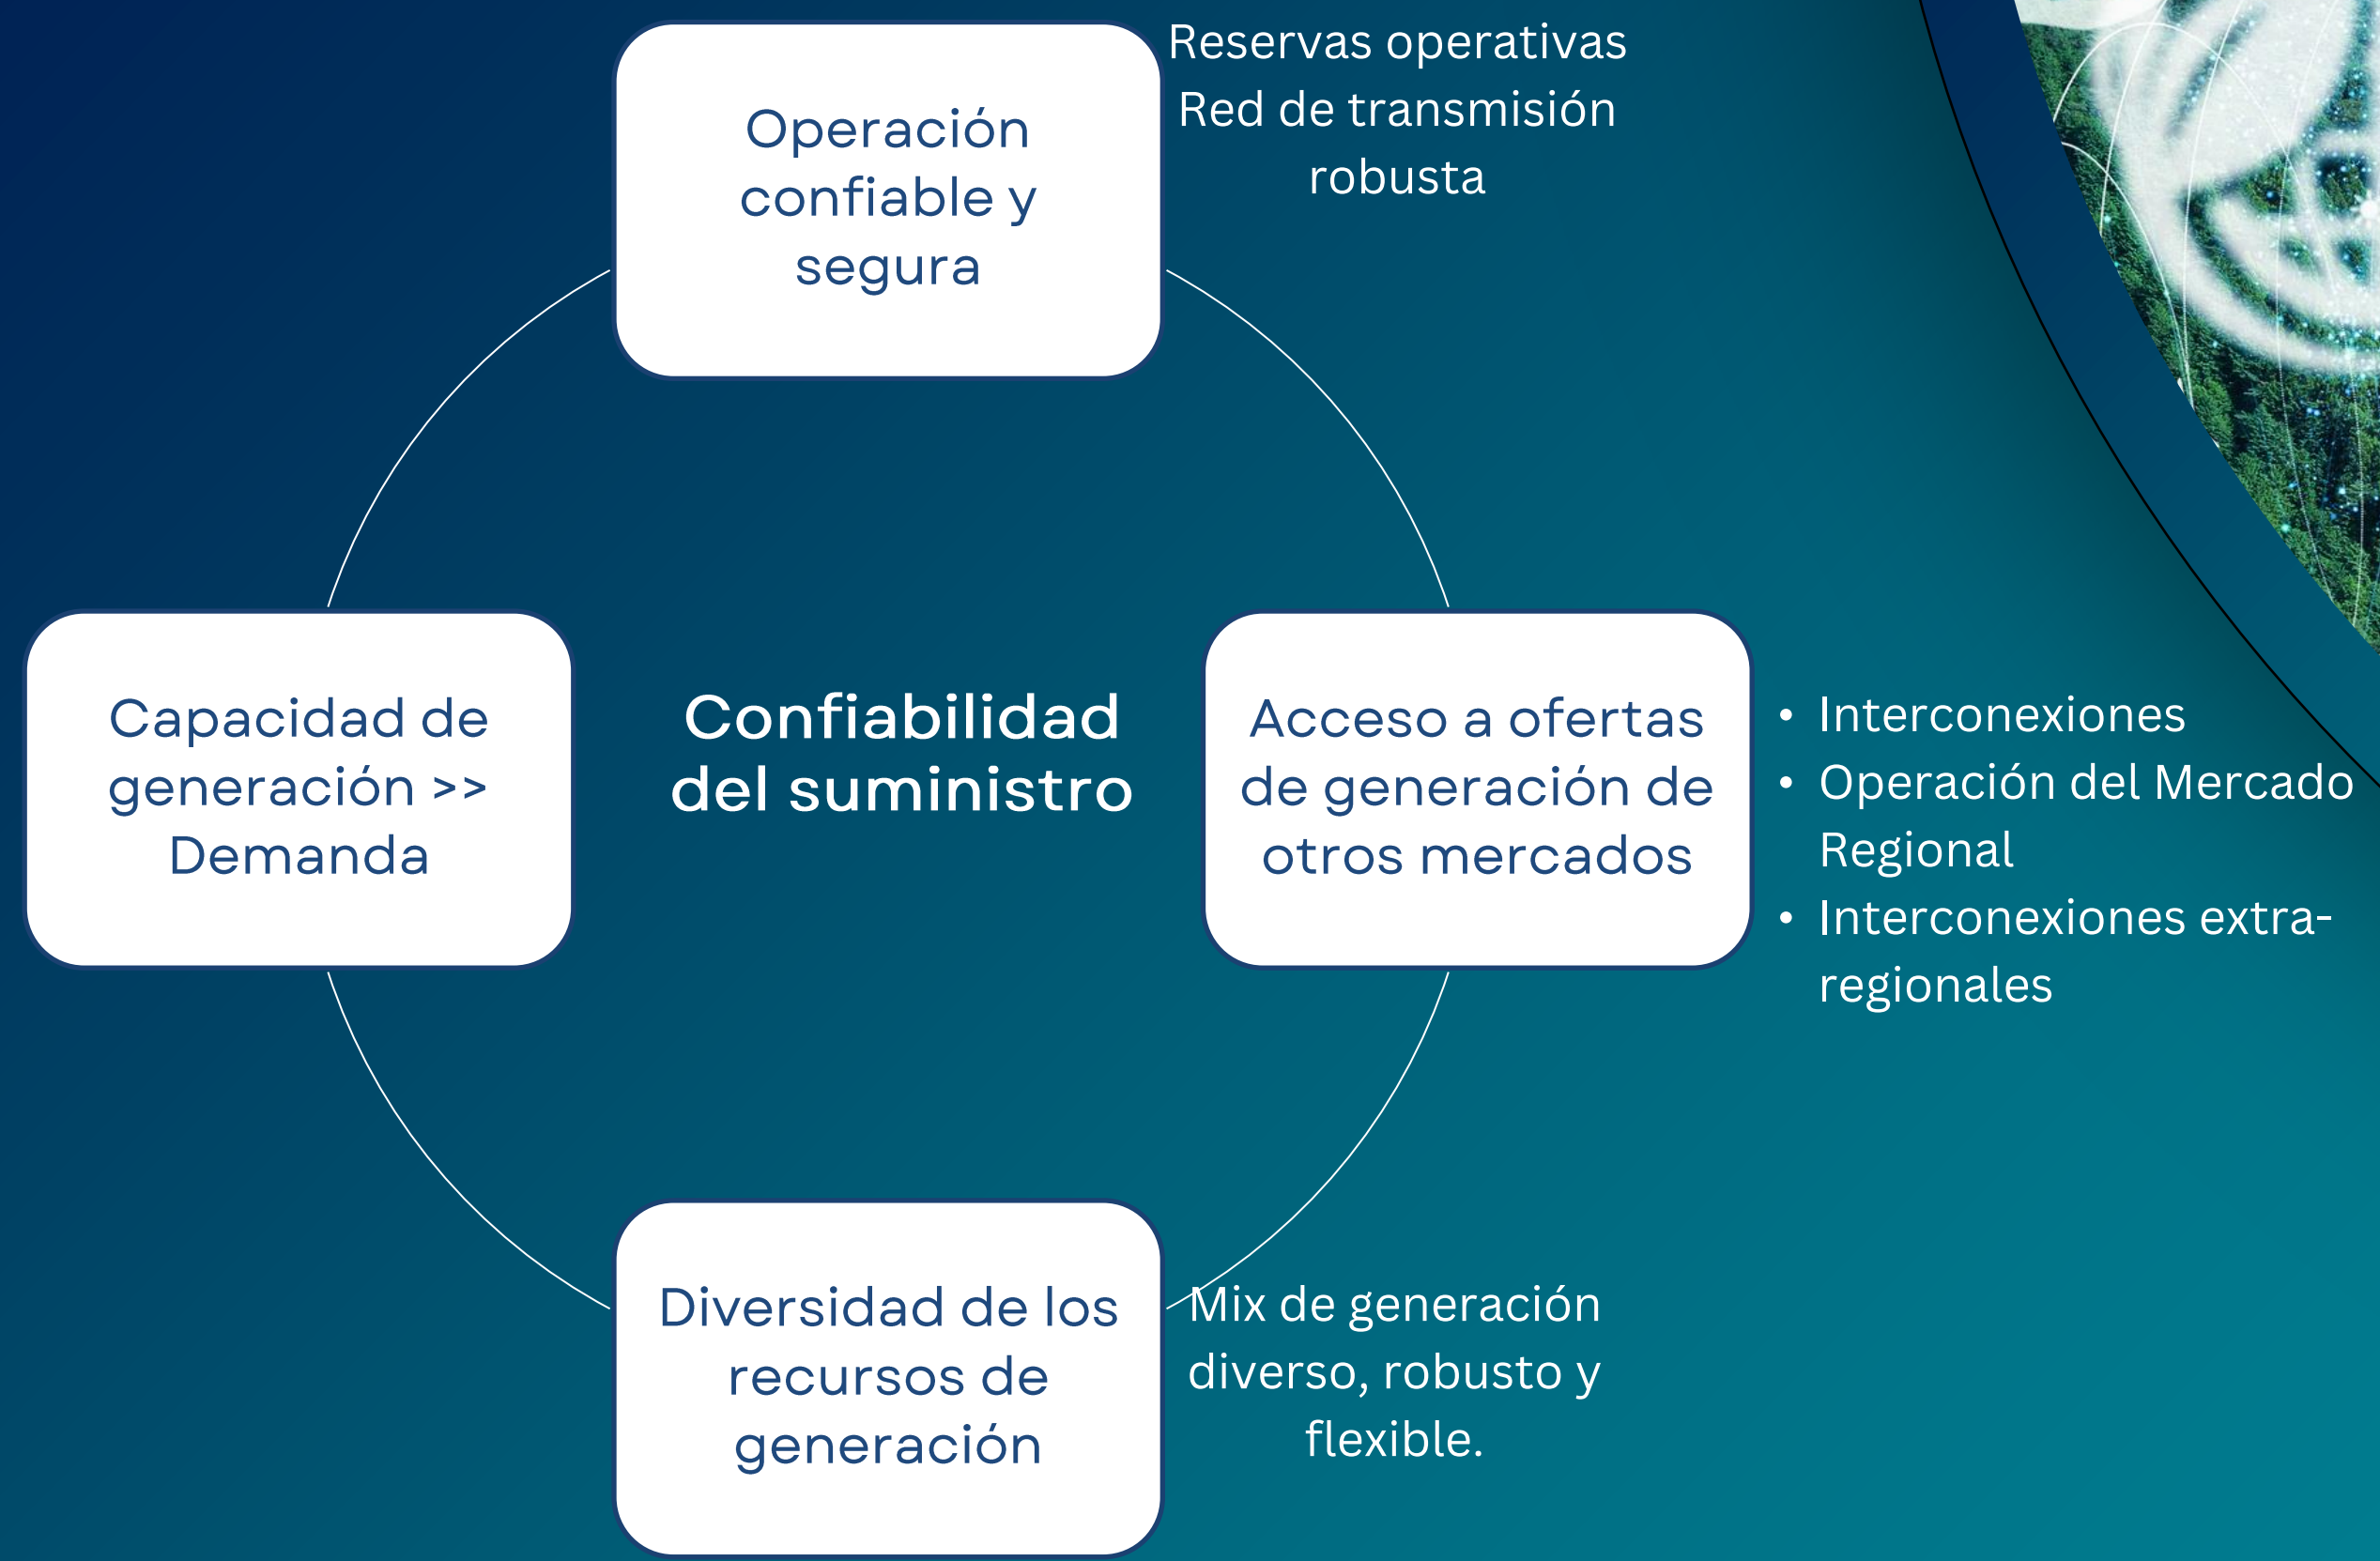 Operación
confiable y
segura
Reservas operativas
Red de transmisión
robusta
Capacidad de
generación >>
Demanda
Confiabilidad
del suministro
Acceso a ofertas
de generación de
otros mercados
• Interconexiones
• Operación del Mercado
Regional
• Interconexiones extra-
regionales
Diversidad de los
recursos de
generación
Mix de generación
diverso, robusto y
flexible.